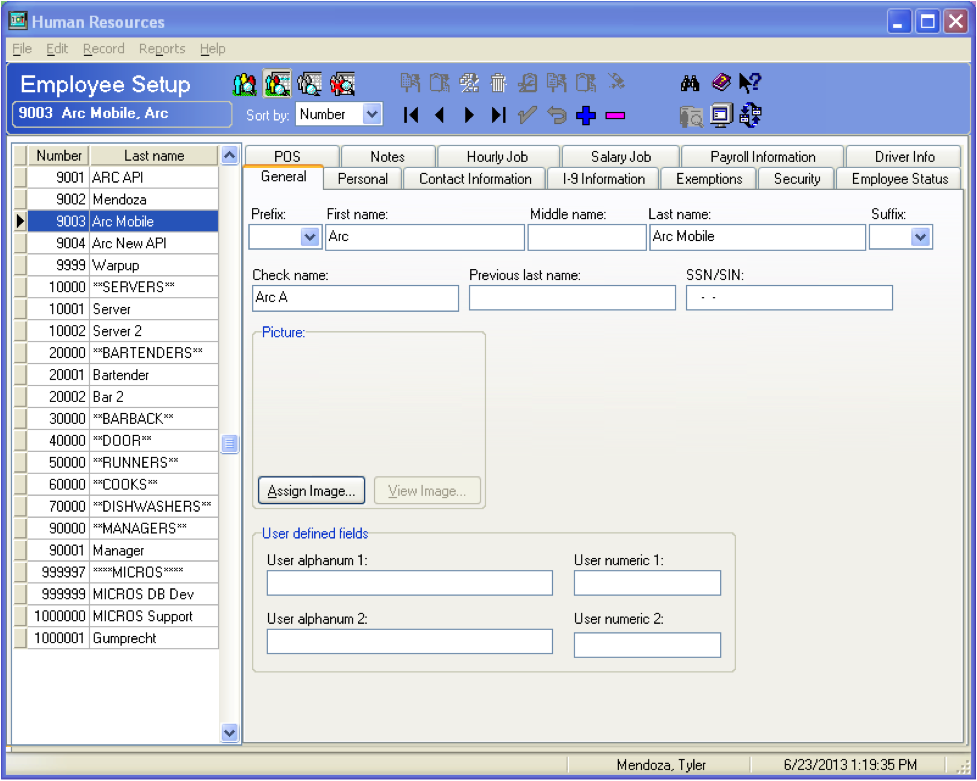 Human Resources
File Edit Record Reports Help
Employee Setup
9003 Arc Mobile, Arc
Sort by: Number
Number Last name
9001 ARC API
9002 Mendoza
9003 Arc Mobile
9004 Arc New API
9999 Warpup
10000 **SERVERS**
10001 Server
10002 Server 2
20000 **BARTENDERS**
20001 Bartender
20002 Bar 2
30000 **BARBACK**
40000 **DOOR**
50000 **RUNNERS**
60000 **COOKS**
70000 **DISHWASHERS**
90000 **MANAGERS**
90001 Manager
999997 ****MICROS****
999999 MICROS DB Dev
1000000 MICROS Support
1000001 Gumprecht
POS Notes Hourly Job Salary Job Payroll Information Driver Info
General Personal Contact Information I-9 Information Exemptions Security Employee Status
Prefix: First name: Middle name: Last name: Suffix:
Arc Arc Mobile
Check name: Previous last name: SSN/SIN:
Arc A - -
Picture:
Assign Image... View Image...
User defined fields
User alphanum 1: User numeric 1:
User alphanum 2: User numeric 2:
Mendoza, Tyler 6/23/2013 1:19:35 PM